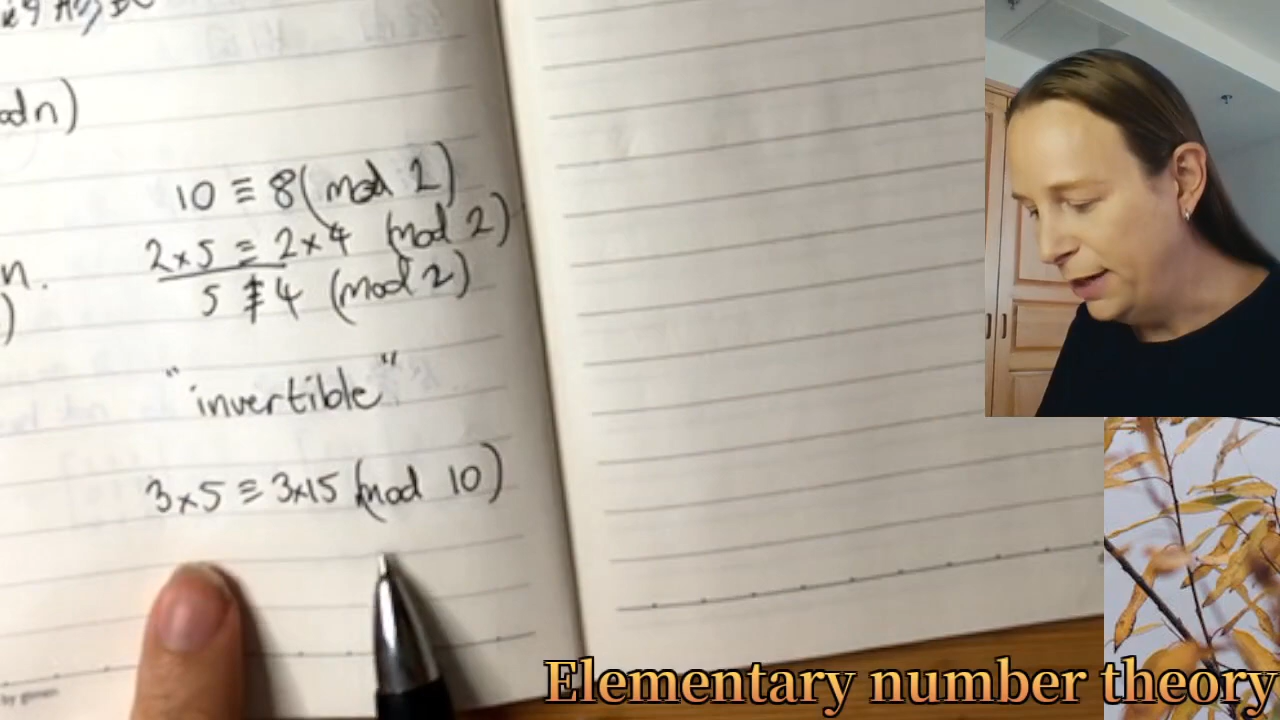 odn)
10 ≡ 8 (mod 2)
2×5 ≡ 2×4 (mod 2)
n.
5 ≢ 4 (mod 2)
)
"invertible"
3×5 ≡ 3×15 (mod 10)
Elementary number theory